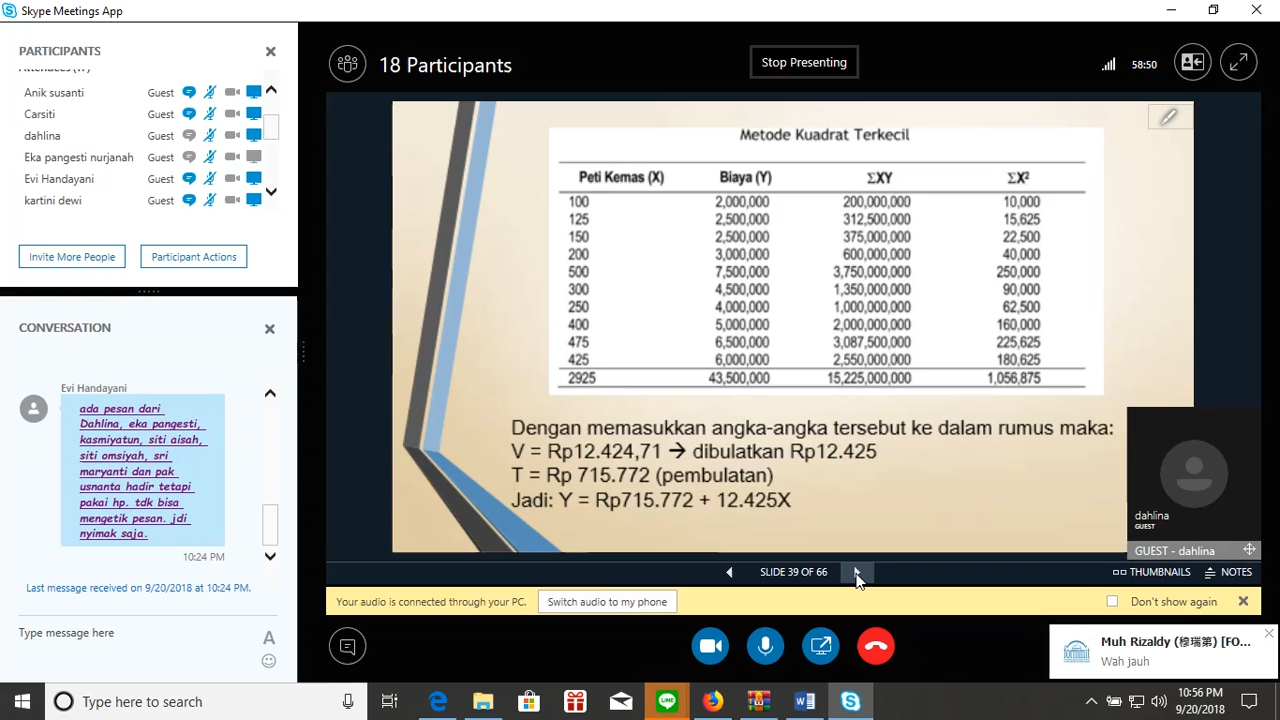 Skype Meetings App
PARTICIPANTS
Anik susanti Guest
Carsiti Guest
dahlina Guest
Eka pangesti nurjanah Guest
Evi Handayani Guest
kartini dewi Guest
Invite More People Participant Actions
CONVERSATION
Evi Handayani
ada pesan dari
Dahlina, eka pangesti,
kasmiyatun, siti aisah,
siti omsiyah, sri
maryanti dan pak
usnanta hadir tetapi
pakai hp. tdk bisa
mengetik pesan. jdi
nyimak saja.
10:24 PM
Last message received on 9/20/2018 at 10:24 PM.
Type message here
18 Participants
Stop Presenting
58:50
Metode Kuadrat Terkecil
Peti Kemas (X) Biaya (Y) ΣXY ΣX²
100 2,000,000 200,000,000 10,000
125 2,500,000 312,500,000 15,625
150 2,500,000 375,000,000 22,500
200 3,000,000 600,000,000 40,000
500 7,500,000 3,750,000,000 250,000
300 4,500,000 1,350,000,000 90,000
250 4,000,000 1,000,000,000 62,500
400 5,000,000 2,000,000,000 160,000
475 6,500,000 3,087,500,000 225,625
425 6,000,000 2,550,000,000 180,625
2925 43,500,000 15,225,000,000 1,056,875
Dengan memasukkan angka-angka tersebut ke dalam rumus maka:
V = Rp12.424,71 → dibulatkan Rp12.425
T = Rp 715.772 (pembulatan)
Jadi: Y = Rp715.772 + 12.425X
dahlina
GUEST
GUEST - dahlina
SLIDE 39 OF 66
THUMBNAILS NOTES
Your audio is connected through your PC. Switch audio to my phone Don't show again
Muh Rizaldy (穆瑞第) [FO...
Wah jauh
Type here to search
10:56 PM
9/20/2018